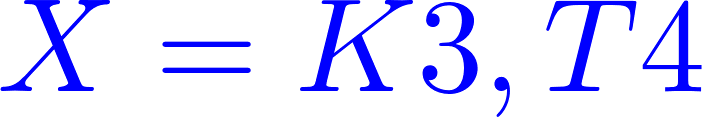 X = K3, T4